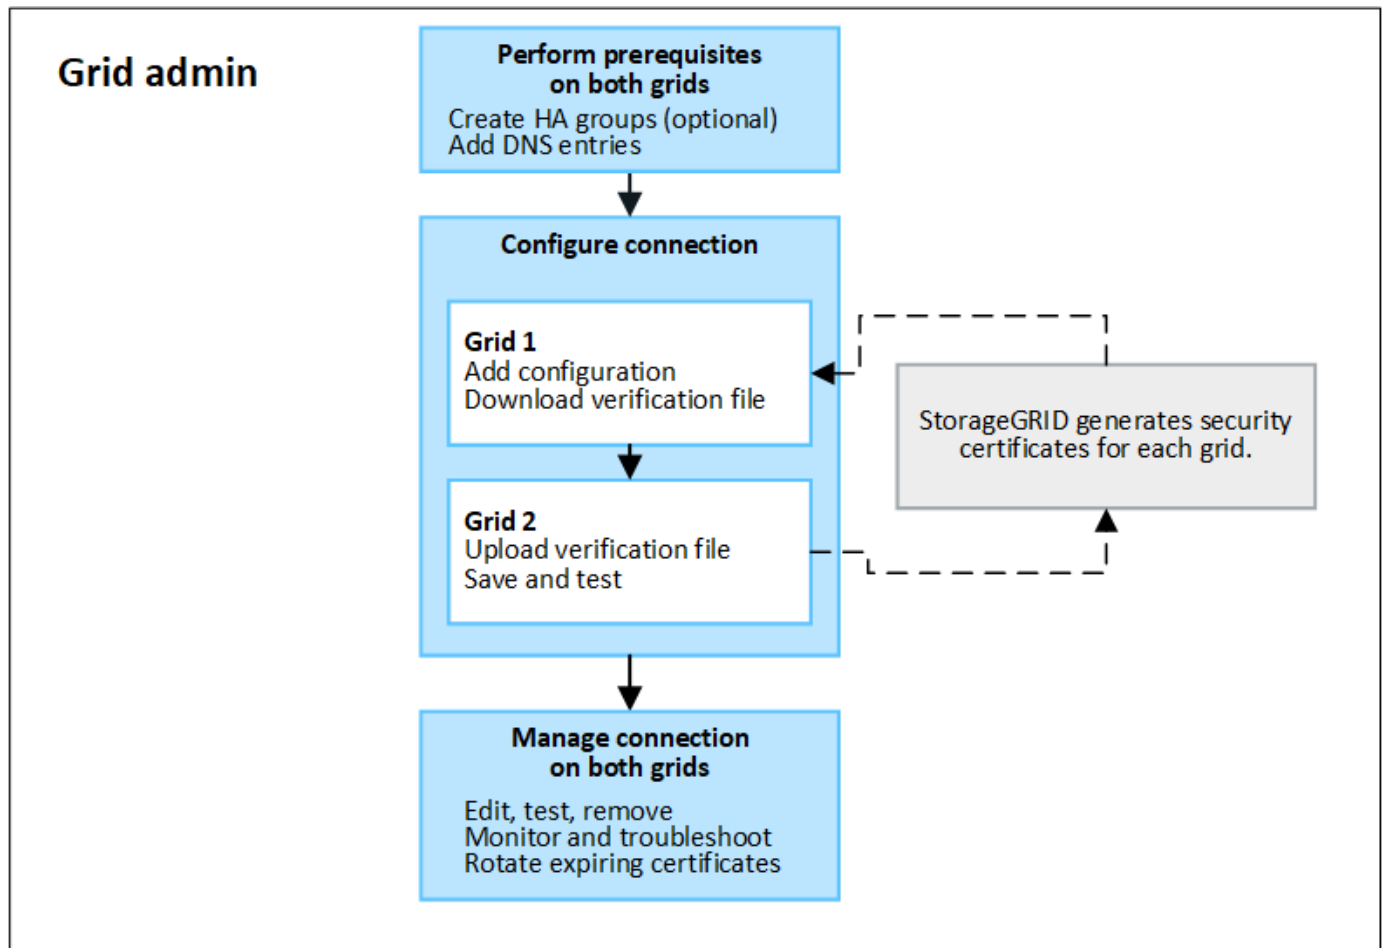 Grid admin
Perform prerequisites
on both grids
Create HA groups (optional)
Add DNS entries
Configure connection
Grid 1
Add configuration
Download verification file
StorageGRID generates security
certificates for each grid.
Grid 2
Upload verification file
Save and test
Manage connection
on both grids
Edit, test, remove
Monitor and troubleshoot
Rotate expiring certificates